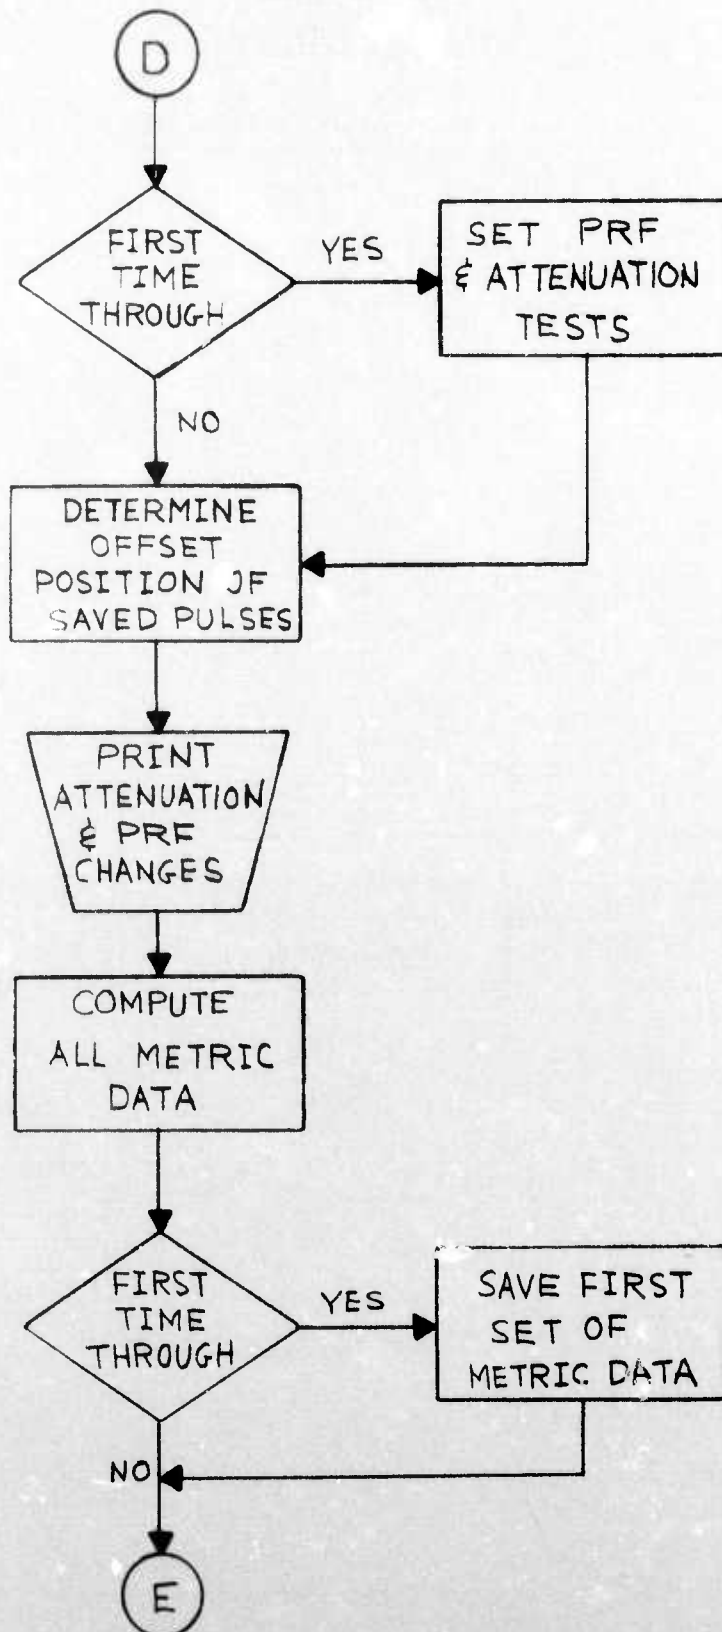 D
FIRST
TIME
THROUGH
YES
SET PRF
& ATTENUATION
TESTS
NO
DETERMINE
OFFSET
POSITION OF
SAVED PULSES
PRINT
ATTENUATION
& PRF
CHANGES
COMPUTE
ALL METRIC
DATA
FIRST
TIME
THROUGH
YES
SAVE FIRST
SET OF
METRIC DATA
NO
E